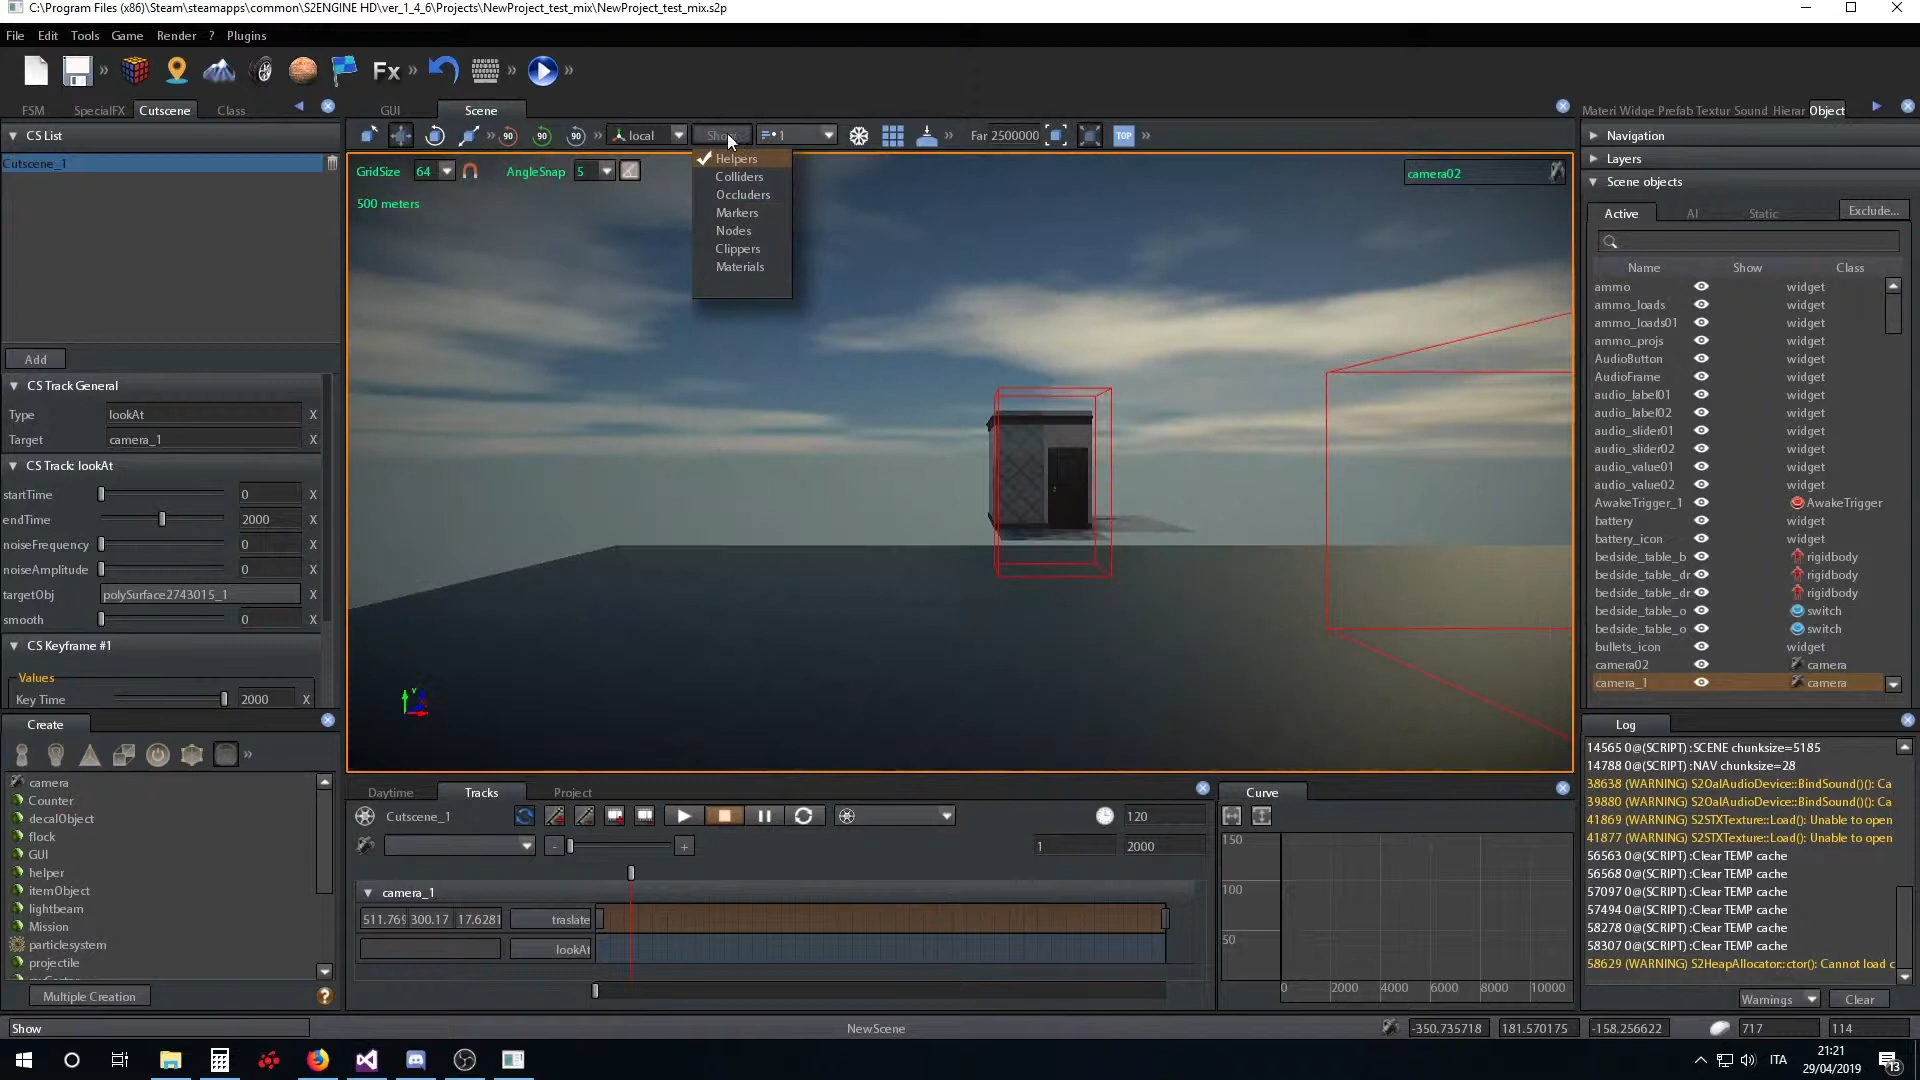 C:\Program Files (x86)\Steam\steamapps\common\S2ENGINE HD\ver_1_4_6\Projects\NewProject_test_mix\NewProject_test_mix.s2p
File Edit Tools Game Render ? Plugins
Fx
FSM SpecialFX Cutscene Class
CS List
Cutscene_1
Add
CS Track General
Type lookAt X
Target camera_1 X
CS Track: lookAt
startTime 0 X
endTime 2000 X
noiseFrequency 0 X
noiseAmplitude 0 X
targetObj polySurface2743015_1 X
smooth 0 X
CS Keyframe #1
Values
Key Time 2000 X
Create
camera
Counter
decalObject
flock
GUI
helper
itemObject
lightbeam
Mission
particlesystem
projectile
Multiple Creation
Show
GUI Scene
90 90 90 local Show 1 Far 2500000 TOP
GridSize 64 AngleSnap 5
500 meters
camera02
Helpers
Colliders
Occluders
Markers
Nodes
Clippers
Materials
Y
Daytime Tracks Project
Cutscene_1 120
- + 1 2000
camera_1
511.769 300.17 17.6281 traslate
lookAt
Curve
150
100
50
0 2000 4000 6000 8000 10000
Materi Widge Prefab Textur Sound Hierar Object
Navigation
Layers
Scene objects
Active AI Static Exclude...
Name Show Class
ammo widget
ammo_loads widget
ammo_loads01 widget
ammo_projs widget
AudioButton widget
AudioFrame widget
audio_label01 widget
audio_label02 widget
audio_slider01 widget
audio_slider02 widget
audio_value01 widget
audio_value02 widget
AwakeTrigger_1 AwakeTrigger
battery widget
battery_icon widget
bedside_table_b rigidbody
bedside_table_dr rigidbody
bedside_table_dr rigidbody
bedside_table_o switch
bedside_table_o switch
bullets_icon widget
camera02 camera
camera_1 camera
Log
14565 0@(SCRIPT) :SCENE chunksize=5185
14788 0@(SCRIPT) :NAV chunksize=28
38638 (WARNING) S2OalAudioDevice::BindSound()(): Ca
39880 (WARNING) S2OalAudioDevice::BindSound()(): Ca
41869 (WARNING) S2STXTexture::Load(): Unable to open
41877 (WARNING) S2STXTexture::Load(): Unable to open
56563 0@(SCRIPT) :Clear TEMP cache
56568 0@(SCRIPT) :Clear TEMP cache
57097 0@(SCRIPT) :Clear TEMP cache
57494 0@(SCRIPT) :Clear TEMP cache
58278 0@(SCRIPT) :Clear TEMP cache
58307 0@(SCRIPT) :Clear TEMP cache
58629 (WARNING) S2HeapAllocator::ctor(): Cannot load c
Warnings Clear
NewScene
-350.735718 181.570175 -158.256622 717 114
ITA
21:21
29/04/2019
13